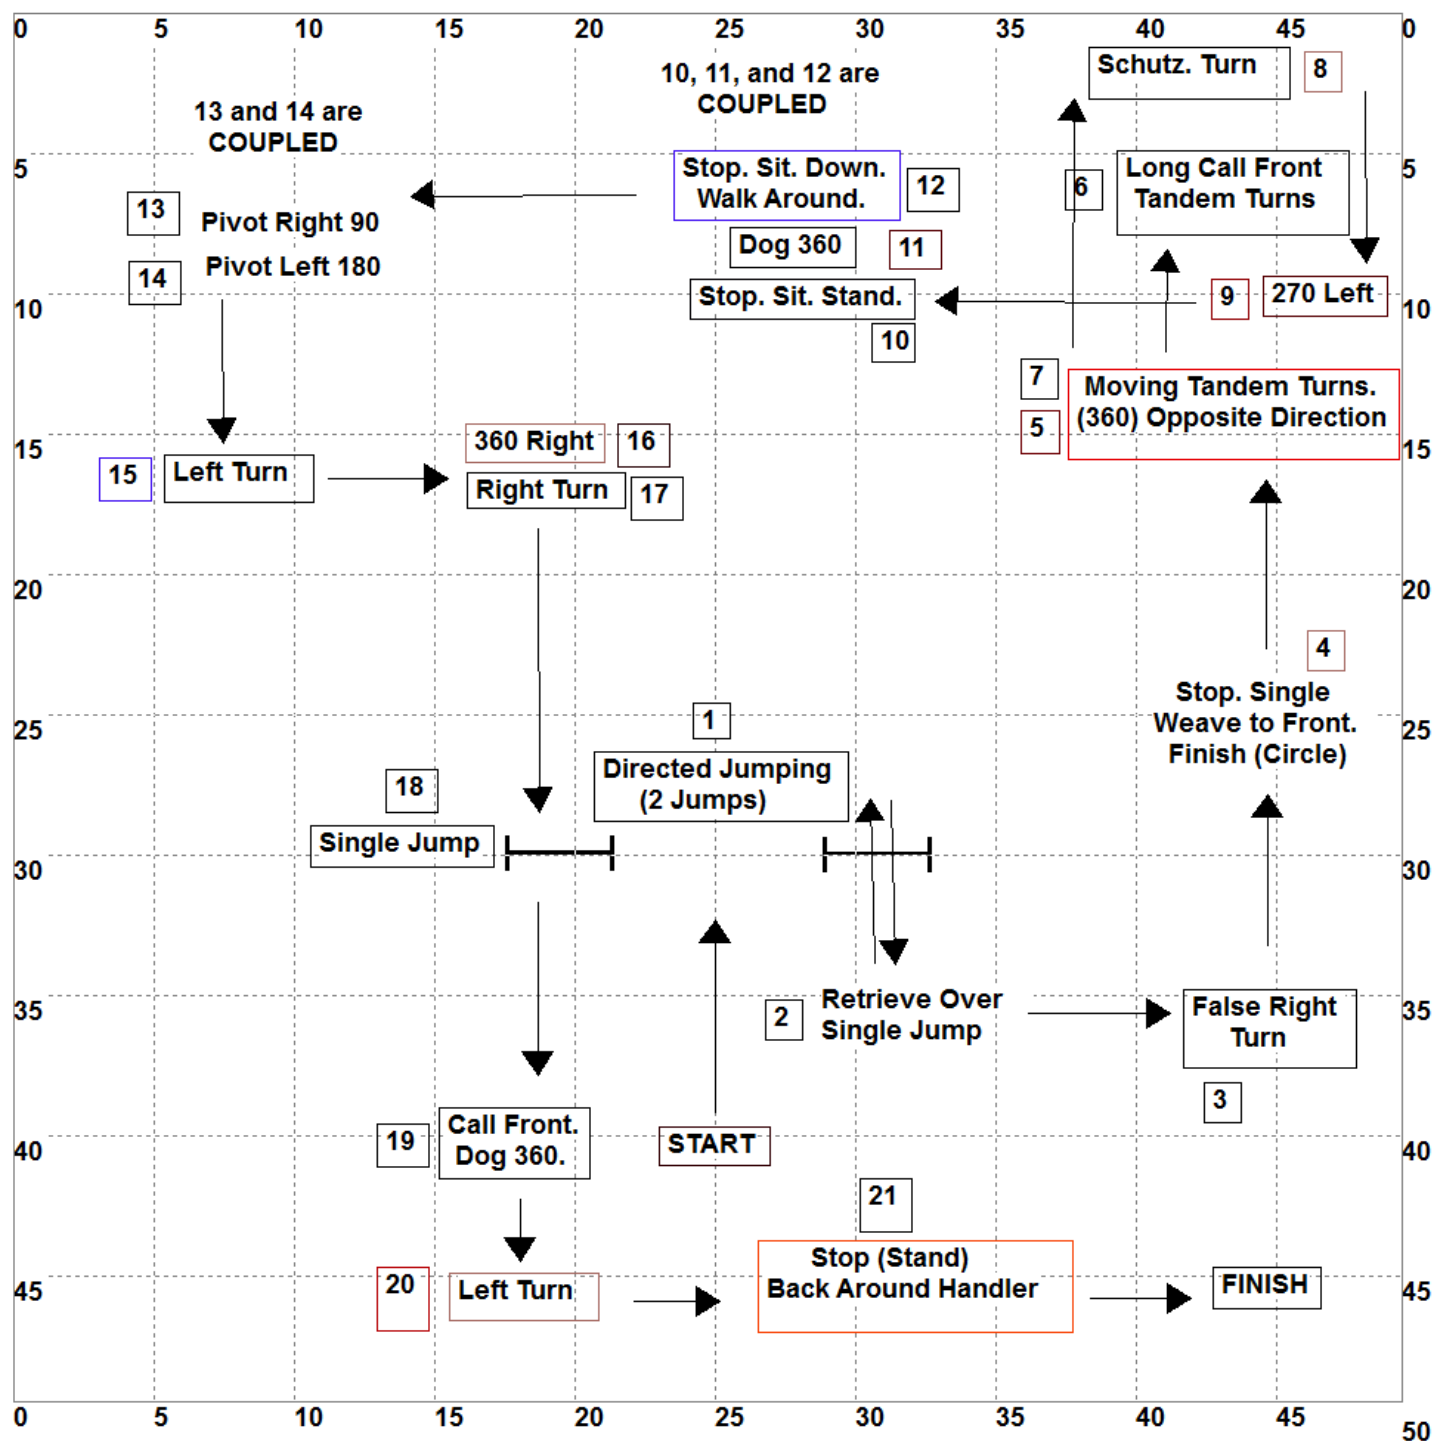 0 5 10 15 20 25 30 35 40 45 0
Schutz. Turn 8
10, 11, and 12 are
COUPLED
13 and 14 are
COUPLED
5 5
Stop. Sit. Down.
Walk Around.
12
6
Long Call Front
Tandem Turns
13 Pivot Right 90
Dog 360 11
14 Pivot Left 180
10 10
Stop. Sit. Stand.
9 270 Left
10
7
Moving Tandem Turns.
(360) Opposite Direction
5
15 15
360 Right 16
15 Left Turn
Right Turn 17
20 20
4
Stop. Single
Weave to Front.
Finish (Circle)
25 25
1
Directed Jumping
(2 Jumps)
18
Single Jump
30 30
35 35
2
Retrieve Over
Single Jump
False Right
Turn
3
19
Call Front.
Dog 360.
START
40 40
21
Stop (Stand)
Back Around Handler
45 45
20 Left Turn
FINISH
0 5 10 15 20 25 30 35 40 45 50